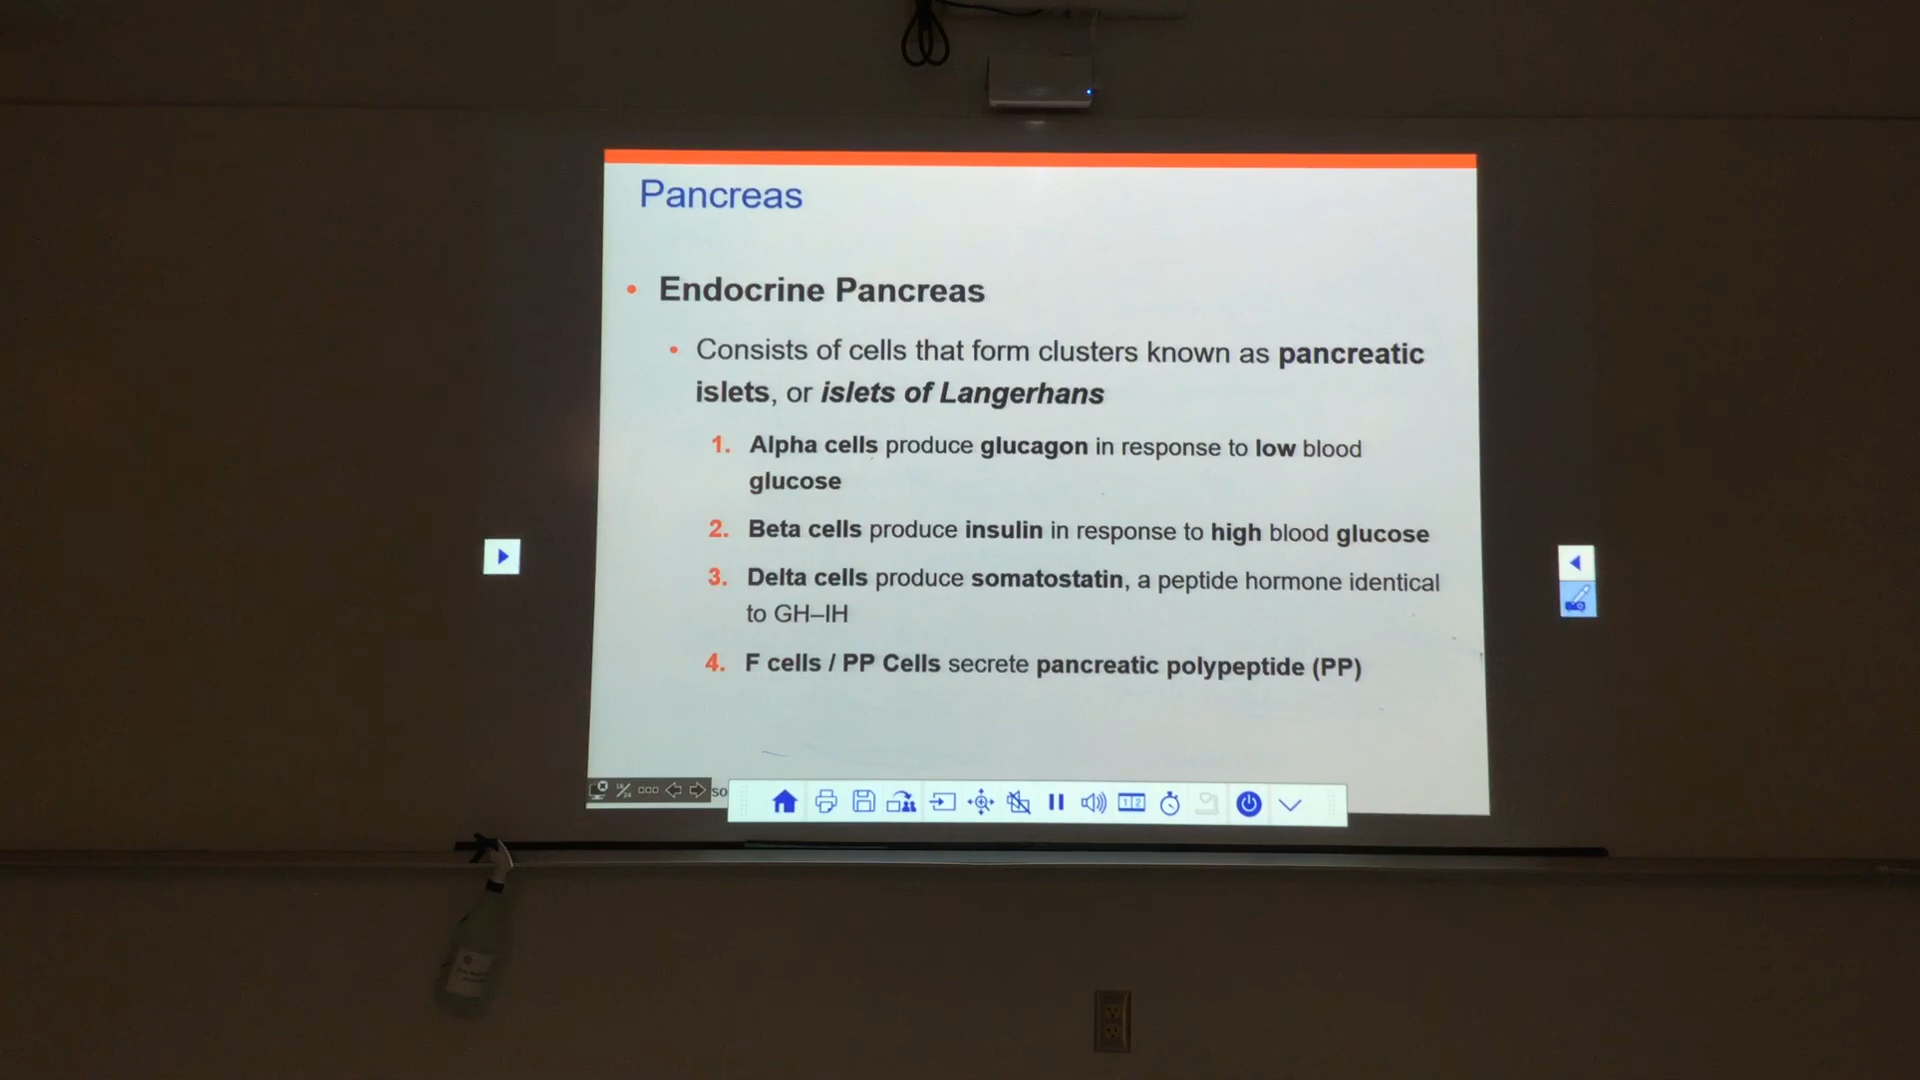 Pancreas
• Endocrine Pancreas
• Consists of cells that form clusters known as pancreatic
islets, or islets of Langerhans
1. Alpha cells produce glucagon in response to low blood
glucose
2. Beta cells produce insulin in response to high blood glucose
3. Delta cells produce somatostatin, a peptide hormone identical
to GH–IH
4. F cells / PP Cells secrete pancreatic polypeptide (PP)
so
1 2